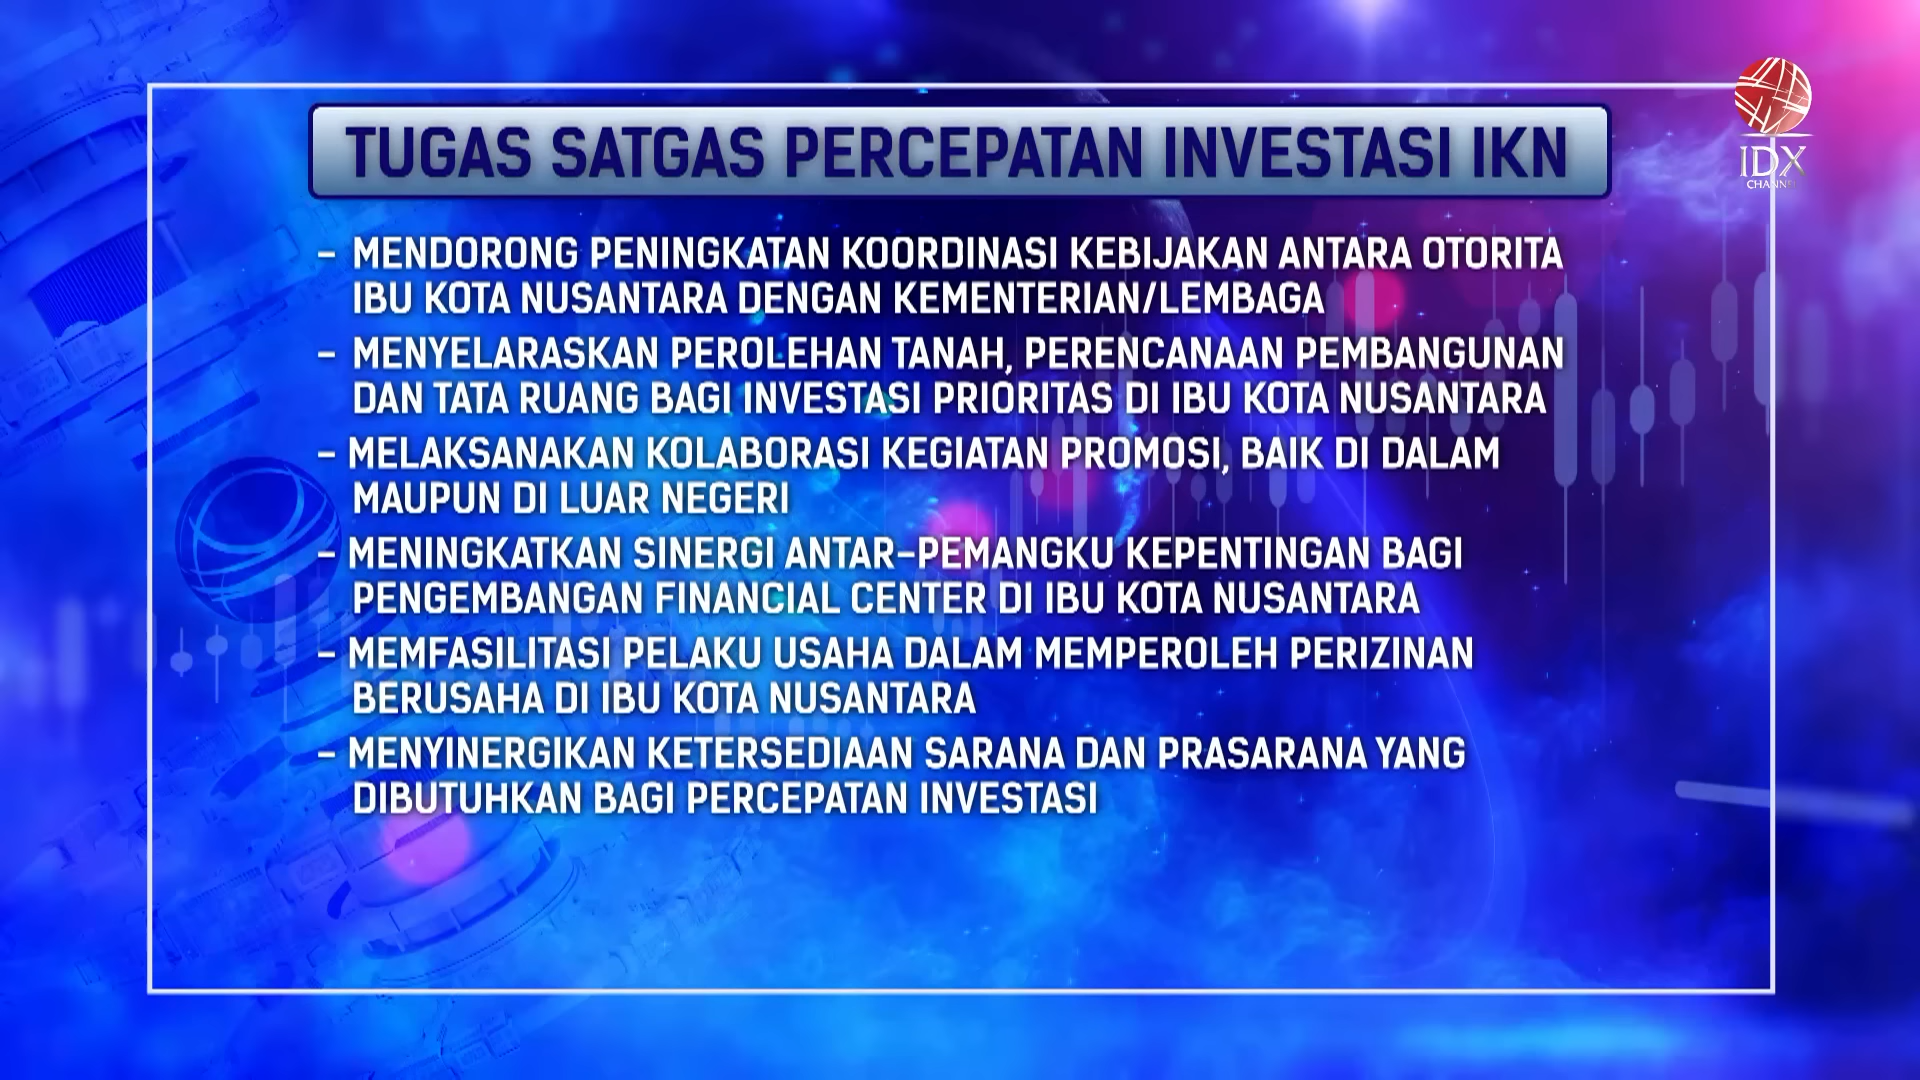 TUGAS SATGAS PERCEPATAN INVESTASI IKN
IDX
CHANNEL
– MENDORONG PENINGKATAN KOORDINASI KEBIJAKAN ANTARA OTORITA
IBU KOTA NUSANTARA DENGAN KEMENTERIAN/LEMBAGA
– MENYELARASKAN PEROLEHAN TANAH, PERENCANAAN PEMBANGUNAN
DAN TATA RUANG BAGI INVESTASI PRIORITAS DI IBU KOTA NUSANTARA
– MELAKSANAKAN KOLABORASI KEGIATAN PROMOSI, BAIK DI DALAM
MAUPUN DI LUAR NEGERI
– MENINGKATKAN SINERGI ANTAR–PEMANGKU KEPENTINGAN BAGI
PENGEMBANGAN FINANCIAL CENTER DI IBU KOTA NUSANTARA
– MEMFASILITASI PELAKU USAHA DALAM MEMPEROLEH PERIZINAN
BERUSAHA DI IBU KOTA NUSANTARA
– MENYINERGIKAN KETERSEDIAAN SARANA DAN PRASARANA YANG
DIBUTUHKAN BAGI PERCEPATAN INVESTASI